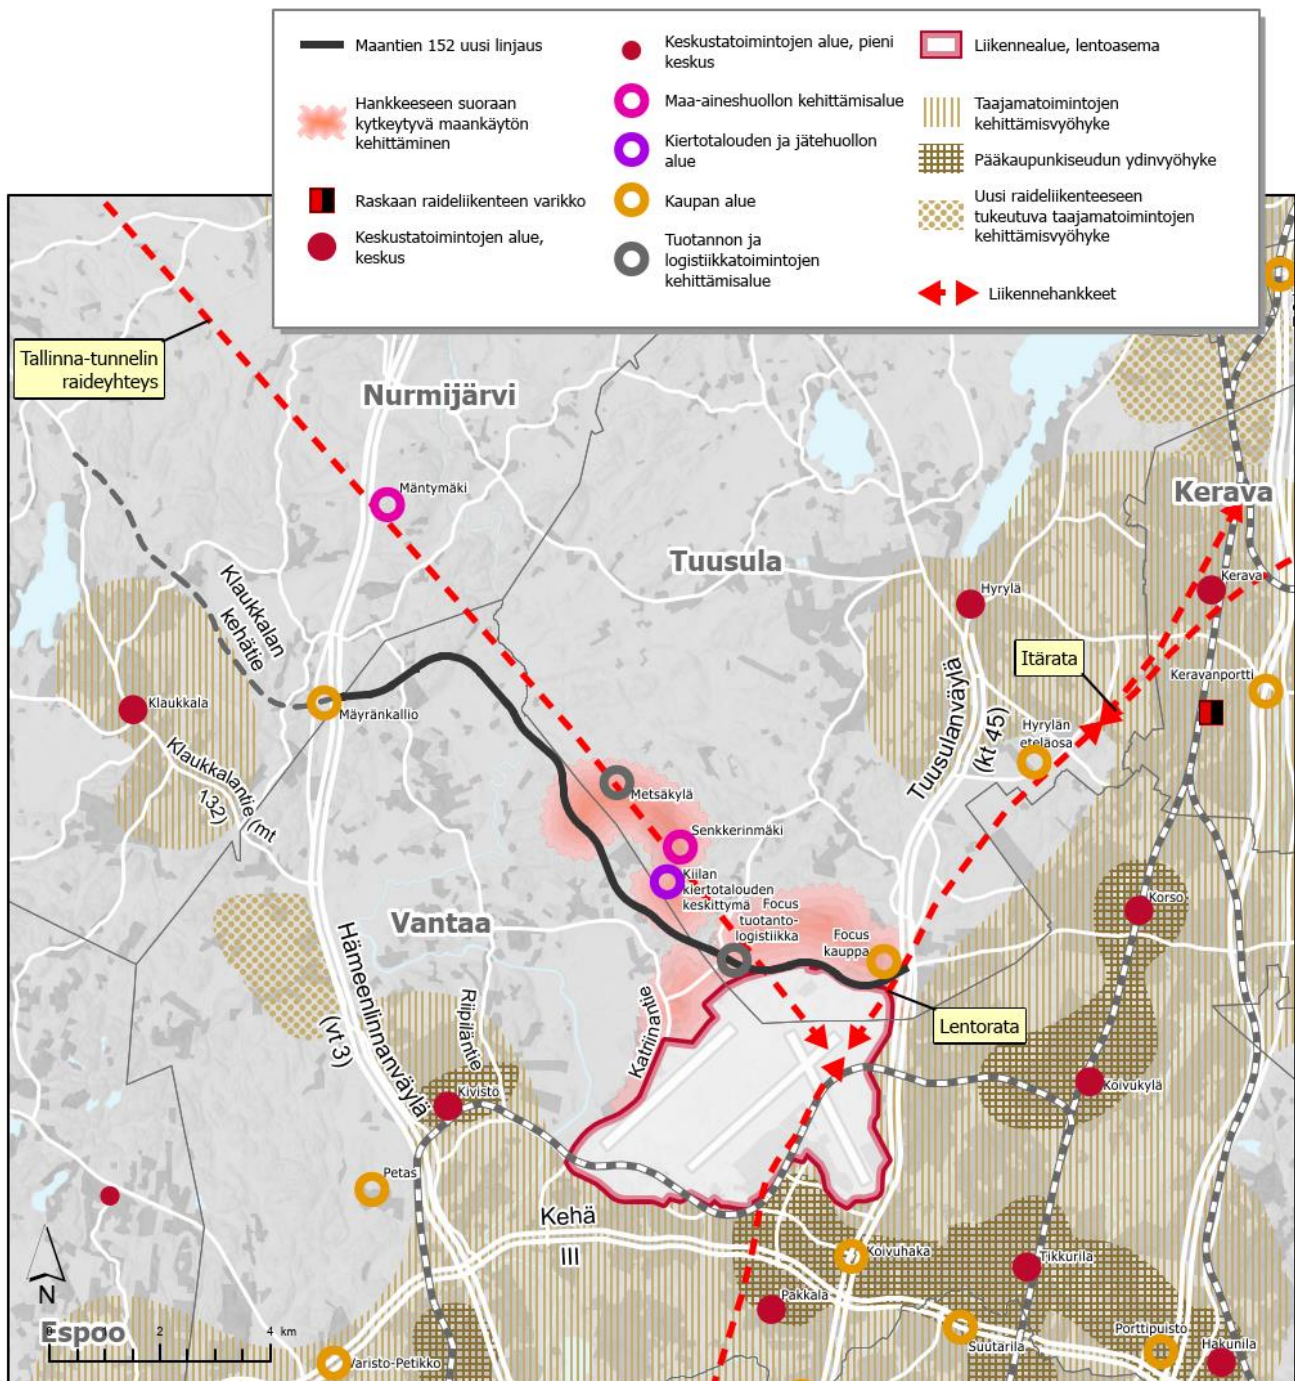 Maantien 152 uusi linjaus
Hankkeeseen suoraan
kytkeytyvä maankäytön
kehittäminen
Raskaan raideliikenteen varikko
Keskustatoimintojen alue,
keskus
Keskustatoimintojen alue, pieni
keskus
Maa-aineshuollon kehittämisalue
Kiertotalouden ja jätehuollon
alue
Kaupan alue
Tuotannon ja
logistiikkatoimintojen
kehittämisalue
Liikennealue, lentoasema
Taajamatoimintojen
kehittämisvyöhyke
Pääkaupunkiseudun ydinvyöhyke
Uusi raideliikenteeseen
tukeutuva taajamatoimintojen
kehittämisvyöhyke
Liikennehankkeet
Tallinna-tunnelin
raideyhteys
Nurmijärvi
Mäntymäki
Kerava
Tuusula
Kerava
Hyrylä
Klaukkalan
kehätie
Itärata
Keravanportti
Klaukkala
Mäyränkallio
Tuusulanväylä
(kt 45)
Hyrylän
eteläosa
Klaukkalantie (mt
132)
Metsäkylä
Senkkerinmäki
Kiilan
kiertotalouden
keskittymä
Focus
tuotanto-
logistiikka
Focus
kauppa
Korso
Vantaa
Hämeenlinnanväylä
(vt 3)
Riipiläntie
Katriinantie
Lentorata
Kivistö
Koivukylä
Petas
Kehä
III
Koivuhaka
Tikkurila
Pakkala
N
Espoo
0 2 4 km
Varisto-Petikko
Suutarila
Porttipuisto
Hakunila